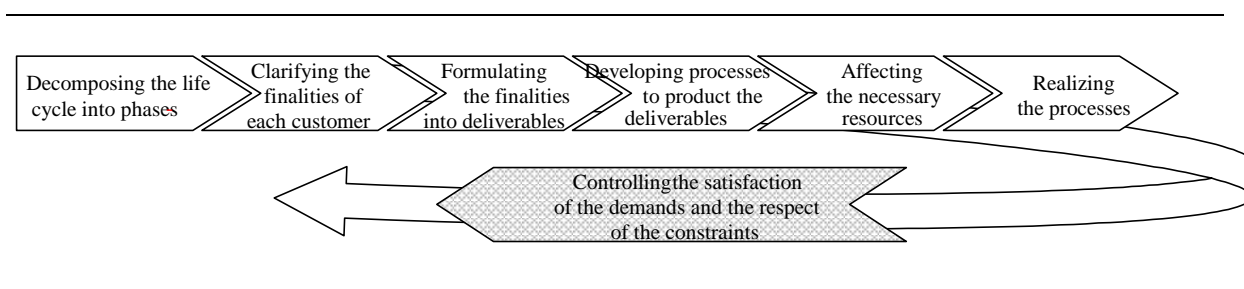 Decomposing the life
cycle into phases
Clarifying the
finalities of
each customer
Formulating
the finalities
into deliverables
Developing processes
to product the
deliverables
Affecting
the necessary
resources
Realizing
the processes
Controllingthe satisfaction
of the demands and the respect
of the constraints